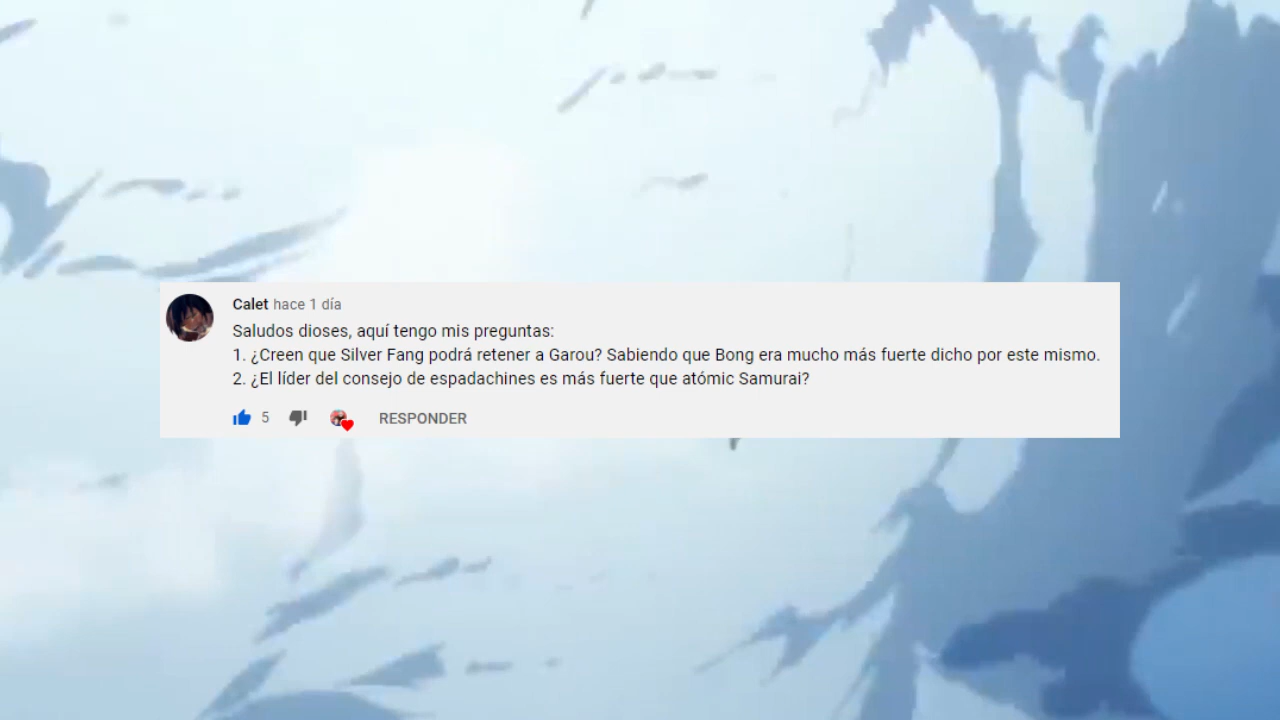 Calet hace 1 día
Saludos dioses, aquí tengo mis preguntas:
1. ¿Creen que Silver Fang podrá retener a Garou? Sabiendo que Bong era mucho más fuerte dicho por este mismo.
2. ¿El líder del consejo de espadachines es más fuerte que atómic Samurai?
5 RESPONDER